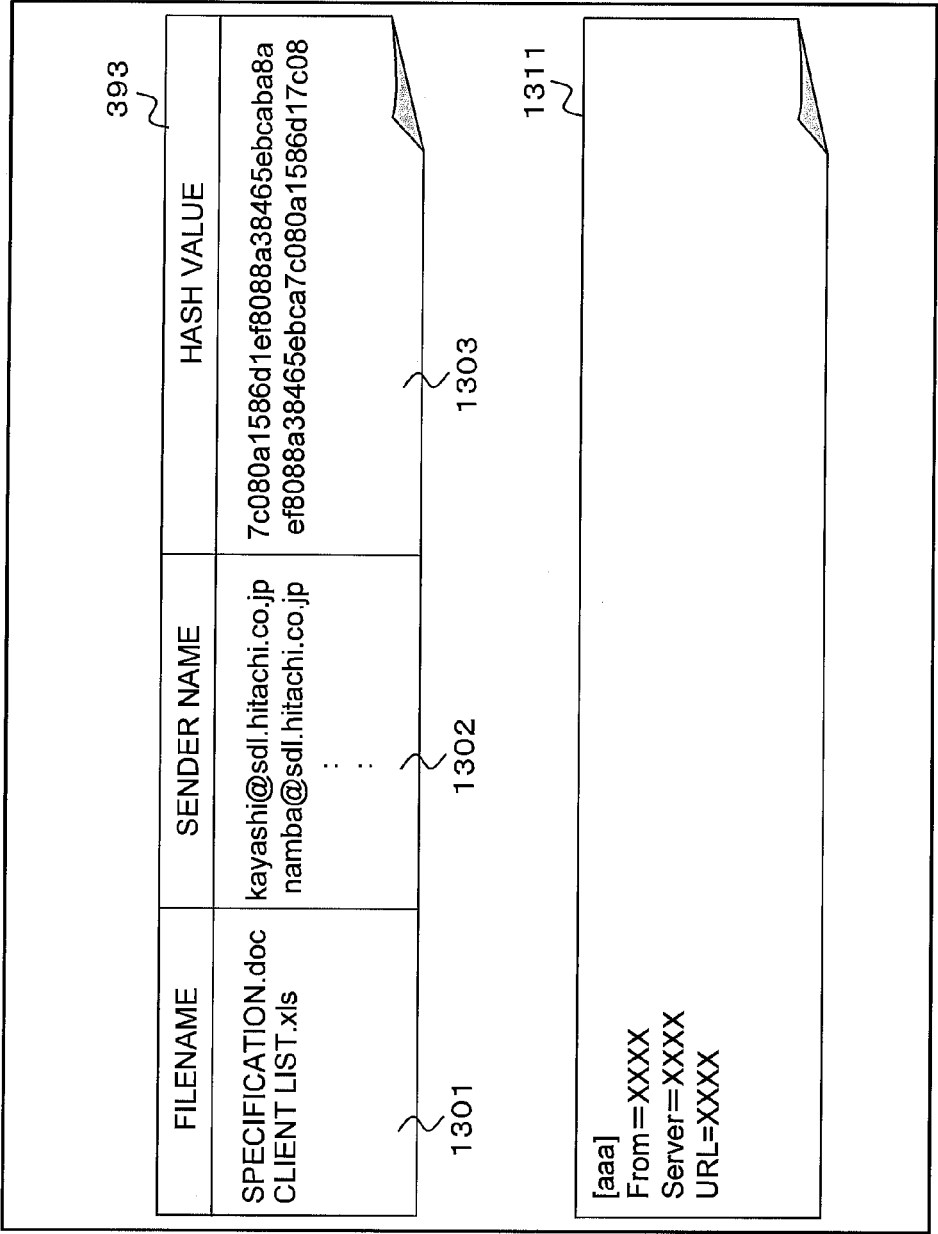 393
FILENAME
SENDER NAME
HASH VALUE
SPECIFICATION.doc
CLIENT LIST.xls
kayashi@sdl.hitachi.co.jp
namba@sdl.hitachi.co.jp
:
:
7c080a1586d1ef8088a38465ebcaba8a
ef8088a38465ebca7c080a1586d17c08
1301
1302
1303
1311
[aaa]
From=XXXX
Server=XXXX
URL=XXXX